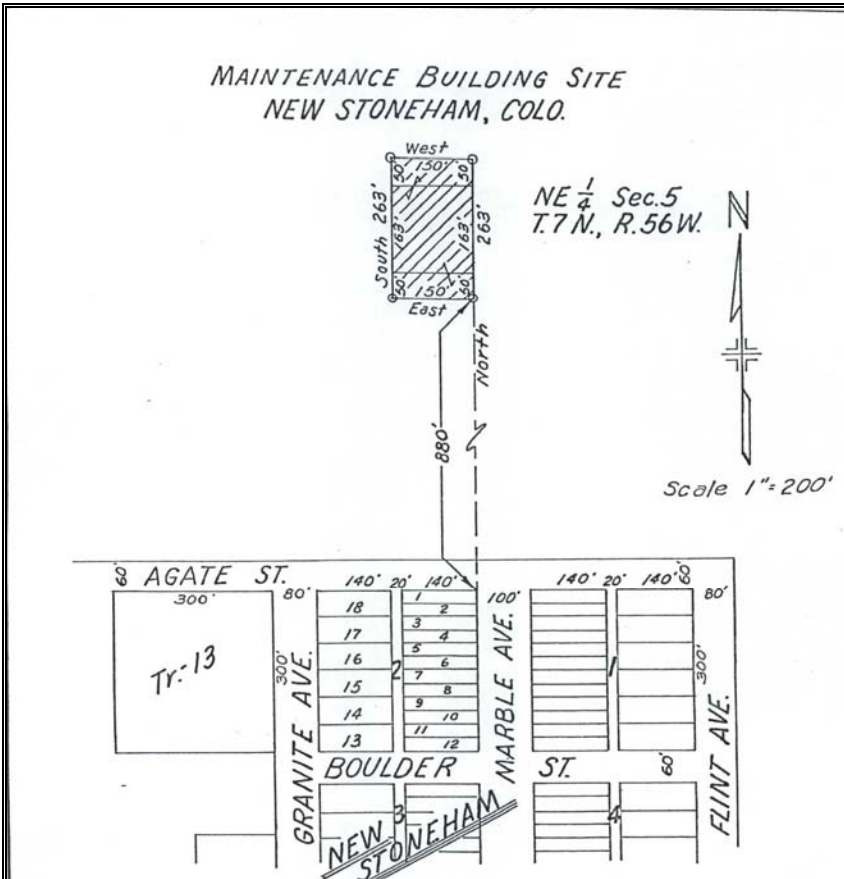 MAINTENANCE BUILDING SITE
NEW STONEHAM, COLO.
West
50' 150' 50'
NE 1/4 Sec. 5
T. 7 N., R. 56 W.
N
South 263'
163' 163'
263'
50' 150' 50'
East
North
880'
Scale 1"=200'
60' AGATE ST. 140' 20' 140' 140' 20' 140' 60'
300' 80' 100' 80'
1
18 2
3
17 4
5
Tr. 13 300' 16 2 6 1 300'
7
15 8
9
14 10
11
13 12
GRANITE AVE.
MARBLE AVE.
FLINT AVE.
BOULDER ST. 60'
3 4
NEW
STONEHAM